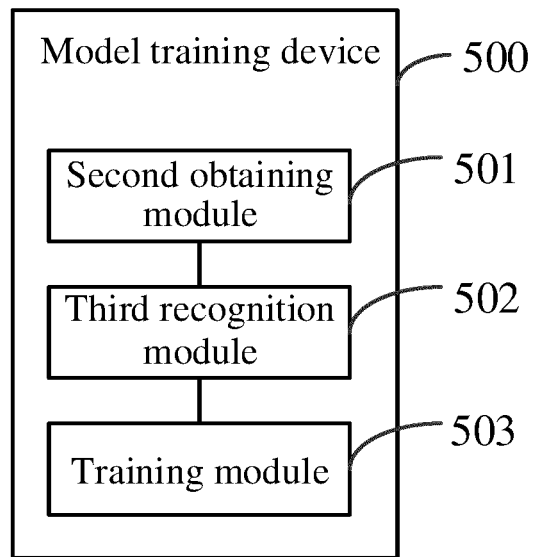 Model training device
500
Second obtaining
module
501
Third recognition
module
502
Training module
503